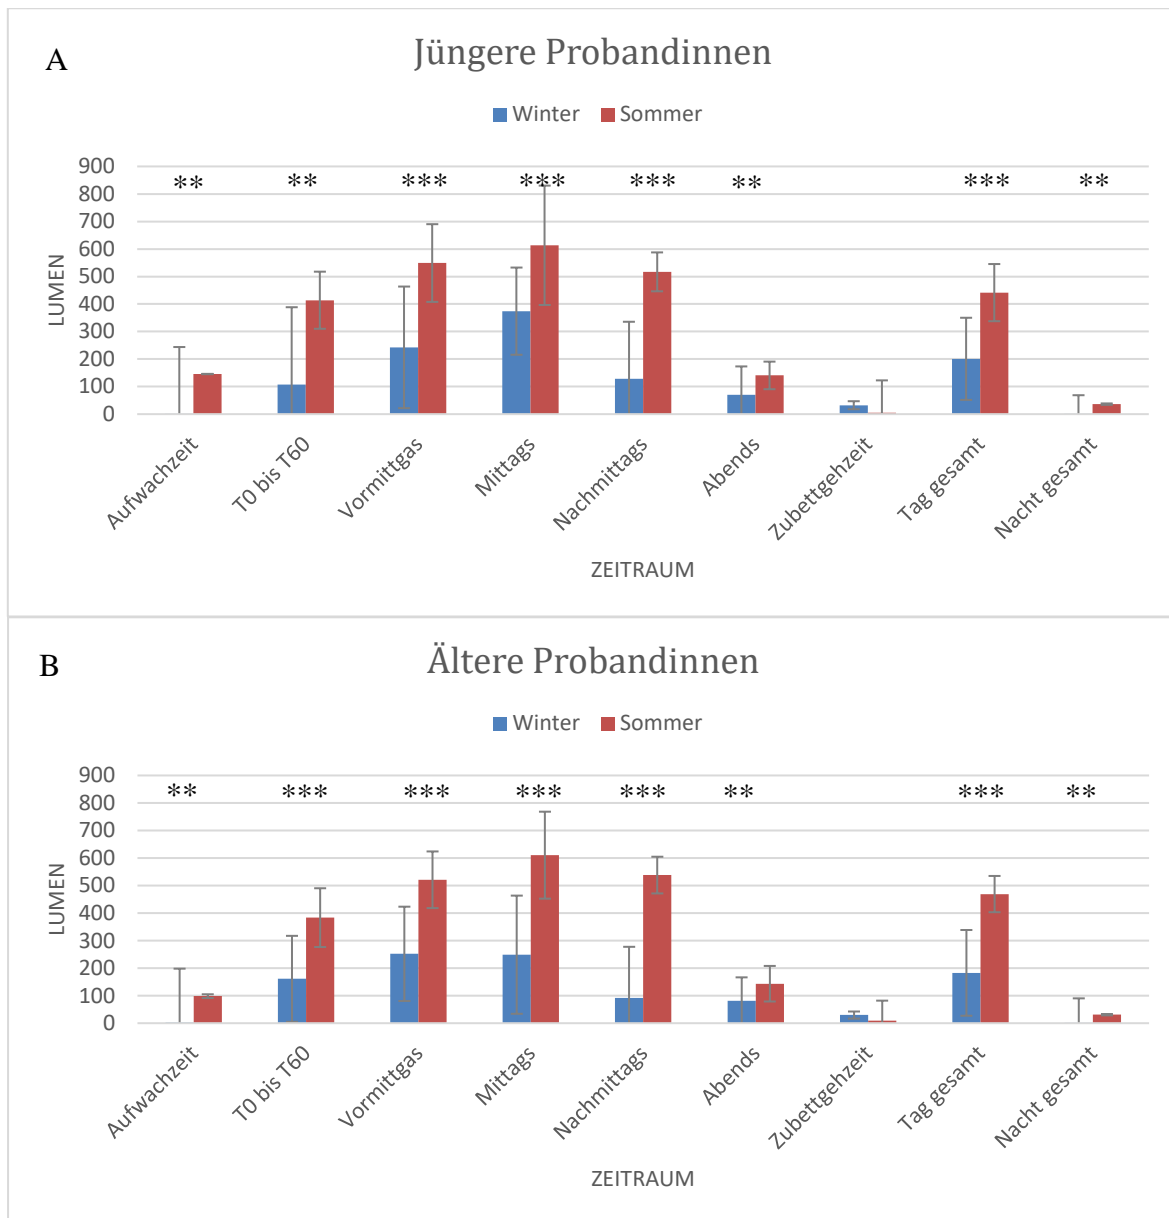 A
Jüngere Probandinnen
Winter Sommer
900
800
700
600
500
400
300
200
100
0
LUMEN
** ** *** *** *** ** *** **
Aufwachzeit
T0 bis T60
Vormittgas
Mittags
Nachmittags
Abends
Zubettgehzeit
Tag gesamt
Nacht gesamt
ZEITRAUM
B
Ältere Probandinnen
Winter Sommer
900
800
700
600
500
400
300
200
100
0
LUMEN
** *** *** *** *** ** *** **
Aufwachzeit
T0 bis T60
Vormittgas
Mittags
Nachmittags
Abends
Zubettgehzeit
Tag gesamt
Nacht gesamt
ZEITRAUM